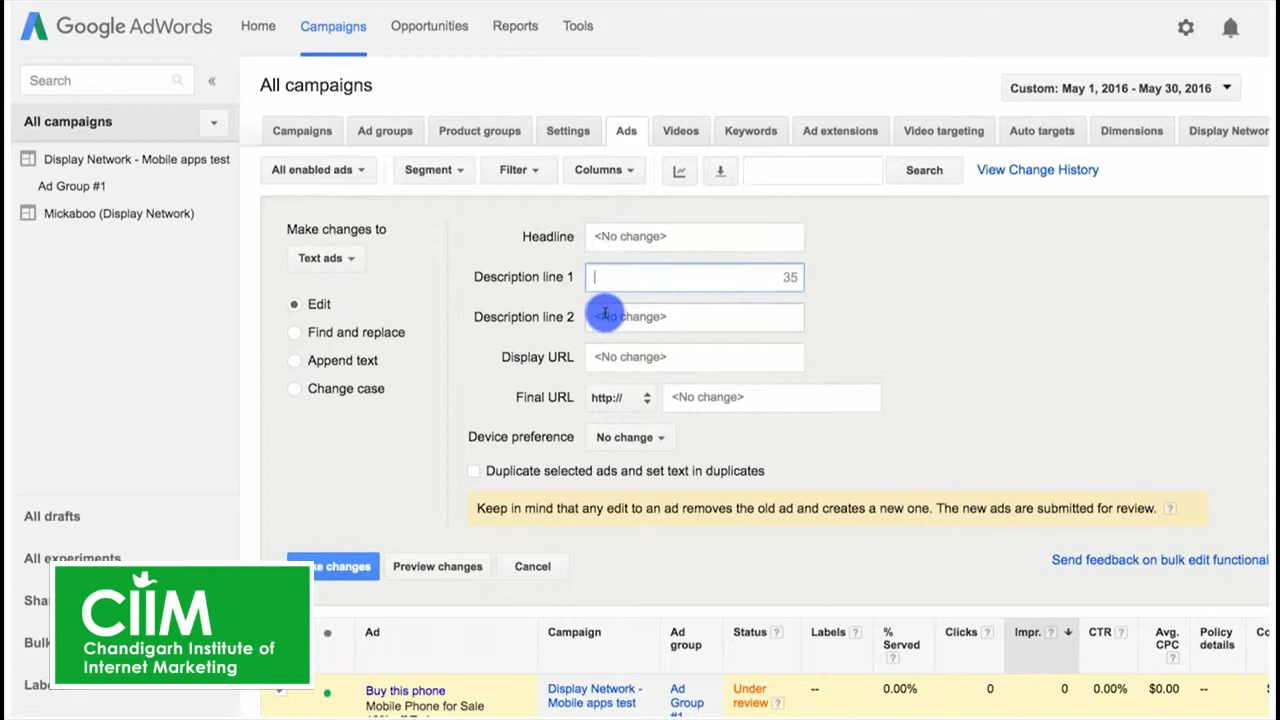 Google AdWords
Home
Campaigns
Opportunities
Reports
Tools
Search
«
All campaigns
Custom: May 1, 2016 - May 30, 2016
All campaigns
Campaigns
Ad groups
Product groups
Settings
Ads
Videos
Keywords
Ad extensions
Video targeting
Auto targets
Dimensions
Display Networ
Display Network - Mobile apps test
Ad Group #1
Mickaboo (Display Network)
All enabled ads
Segment
Filter
Columns
Search
View Change History
Make changes to
Text ads
Edit
Find and replace
Append text
Change case
Headline
<No change>
Description line 1
35
Description line 2
<No change>
Display URL
<No change>
Final URL
http://
<No change>
Device preference
No change
Duplicate selected ads and set text in duplicates
Keep in mind that any edit to an ad removes the old ad and creates a new one. The new ads are submitted for review. ?
ke changes
Preview changes
Cancel
Send feedback on bulk edit functional
All drafts
All experiments
Shar
Bulk
Labe
CIIM
Chandigarh Institute of
Internet Marketing
Ad
Campaign
Ad group
Status ?
Labels ?
% Served ?
Clicks ?
Impr. ?
CTR ?
Avg. CPC ?
Policy details
Co
Buy this phone
Mobile Phone for Sale
Display Network - Mobile apps test
Ad Group
Under review ?
--
0.00%
0
0
0.00%
$0.00
--